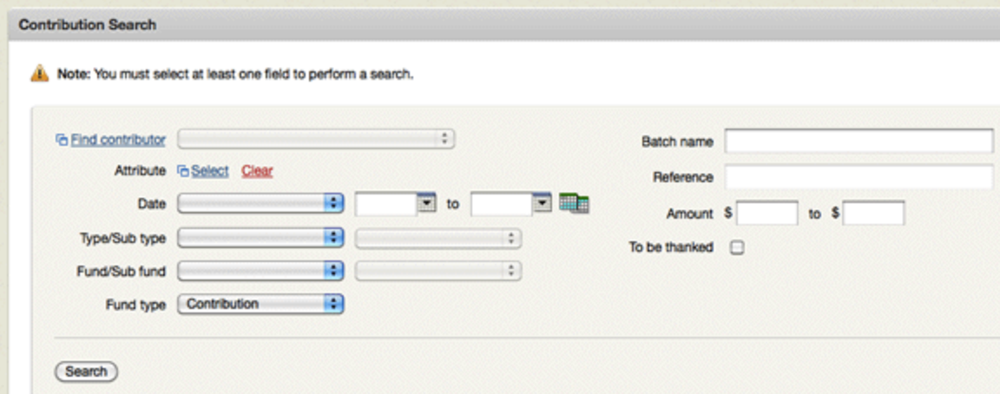 Contribution Search
Note: You must select at least one field to perform a search.
Find contributor
Attribute Select Clear
Date to
Type/Sub type
Fund/Sub fund
Fund type Contribution
Batch name
Reference
Amount $ to $
To be thanked
Search